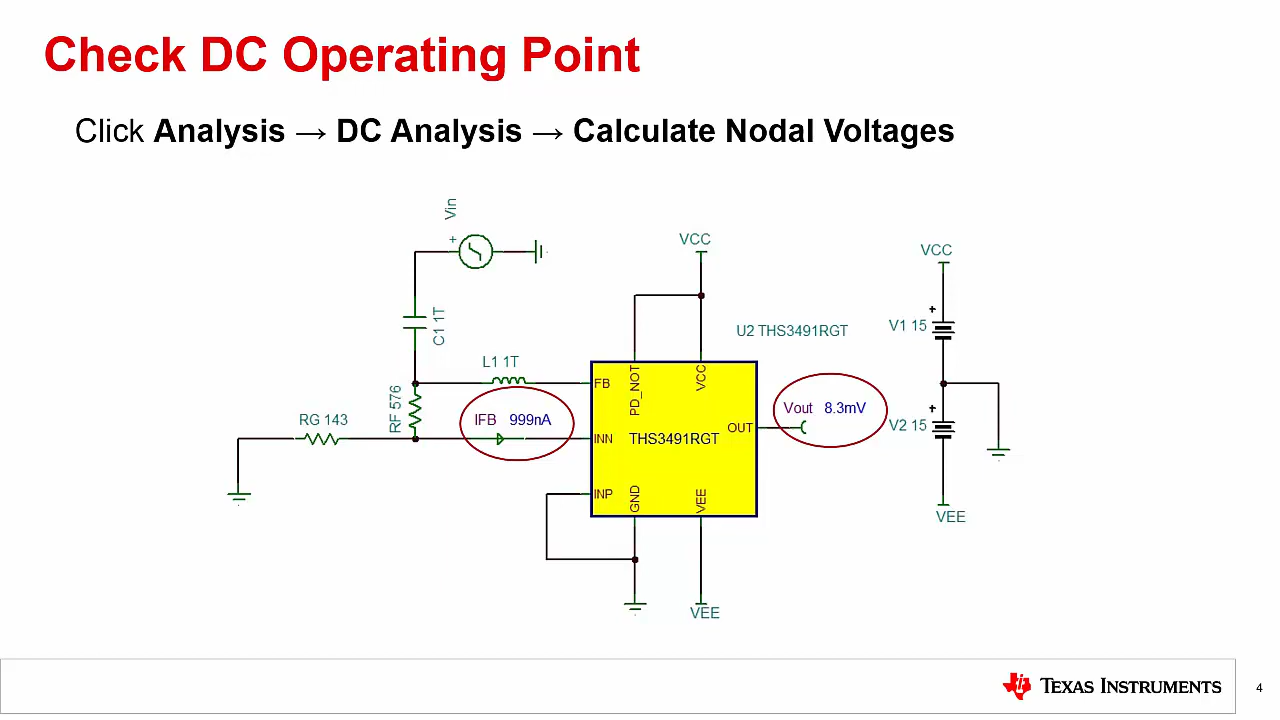 Check DC Operating Point
Click Analysis → DC Analysis → Calculate Nodal Voltages
Vin
+
VCC
VCC
C1 1T
U2 THS3491RGT
V1 15
+
L1 1T
FB
PD_NOT
VCC
RF 576
RG 143
IFB 999nA
Vout 8.3mV
OUT
V2 15
+
INN
THS3491RGT
INP
GND
VEE
VEE
VEE
TEXAS INSTRUMENTS
4